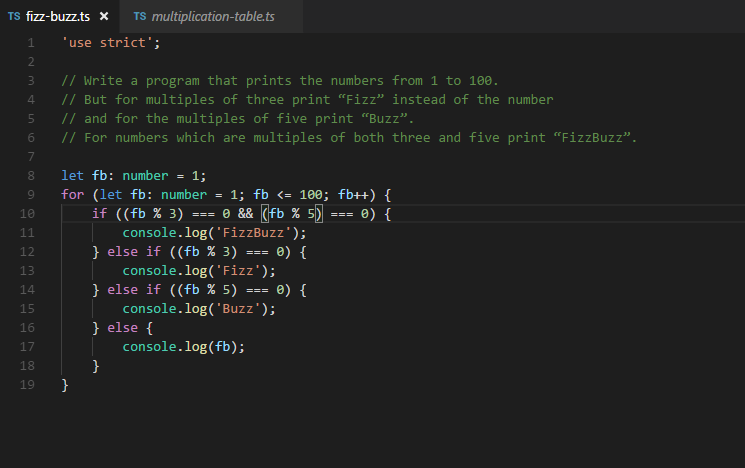 TS fizz-buzz.ts × TS multiplication-table.ts
1 'use strict';
2
3 // Write a program that prints the numbers from 1 to 100.
4 // But for multiples of three print “Fizz” instead of the number
5 // and for the multiples of five print “Buzz”.
6 // For numbers which are multiples of both three and five print “FizzBuzz”.
7
8 let fb: number = 1;
9 for (let fb: number = 1; fb <= 100; fb++) {
10     if ((fb % 3) === 0 && (fb % 5) === 0) {
11         console.log('FizzBuzz');
12     } else if ((fb % 3) === 0) {
13         console.log('Fizz');
14     } else if ((fb % 5) === 0) {
15         console.log('Buzz');
16     } else {
17         console.log(fb);
18     }
19 }